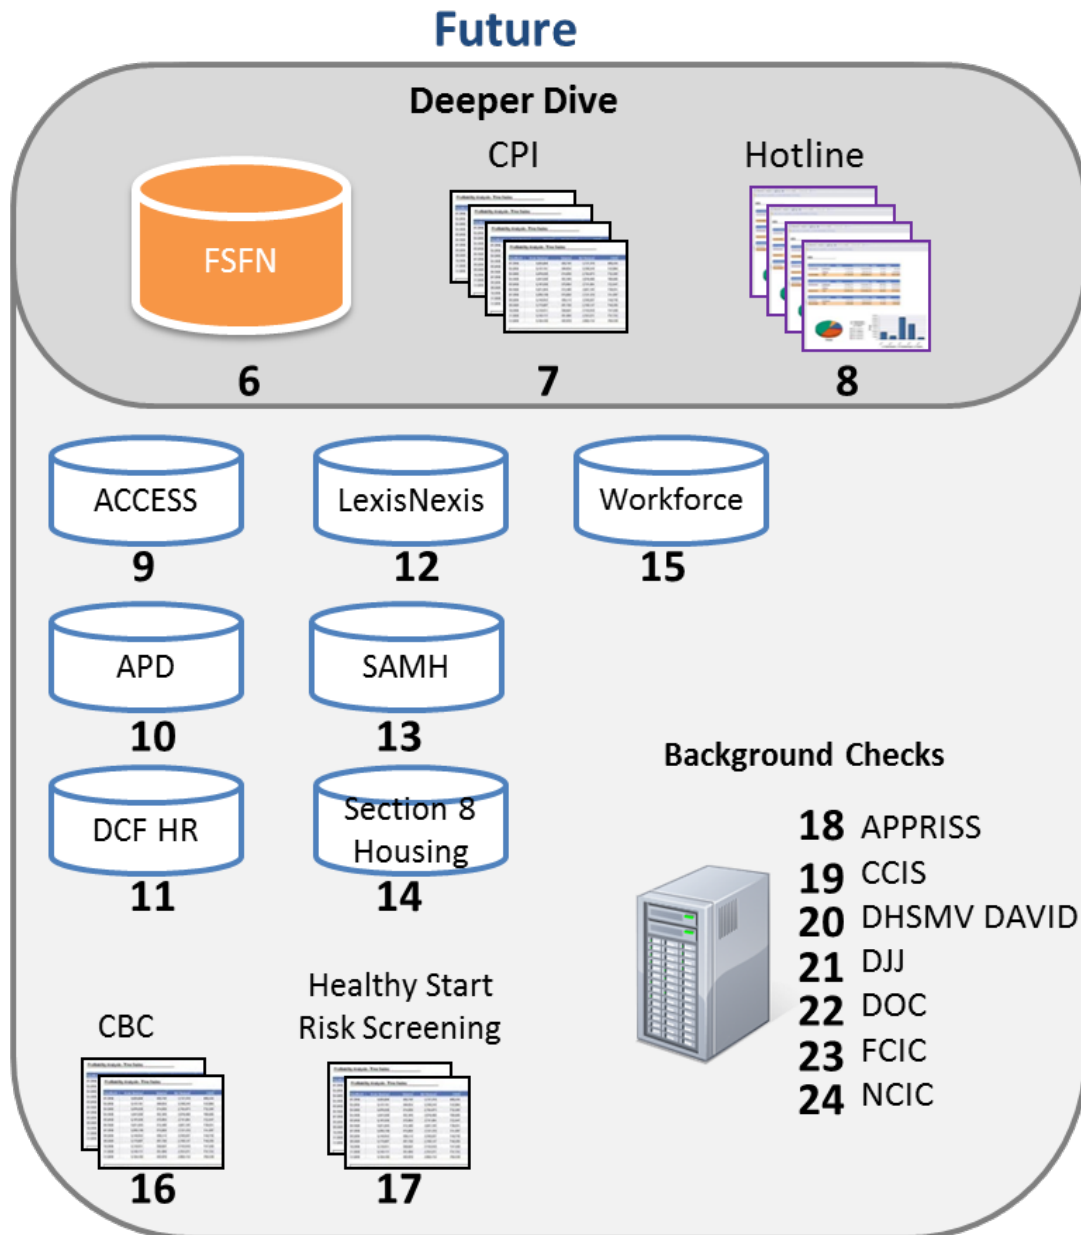 Future
Deeper Dive
CPI
Hotline
FSFN
6
7
8
ACCESS
LexisNexis
Workforce
9
12
15
APD
SAMH
10
13
DCF HR
Section 8
Housing
11
14
Background Checks
18 APPRISS
19 CCIS
20 DHSMV DAVID
21 DJJ
22 DOC
23 FCIC
24 NCIC
CBC
Healthy Start
Risk Screening
16
17